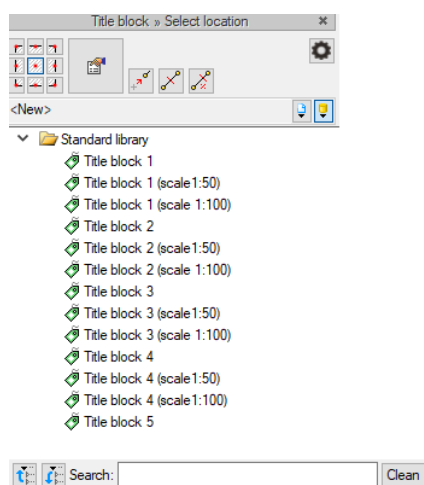 Title block » Select location
<New>
Standard library
Title block 1
Title block 1 (scale1:50)
Title block 1 (scale 1:100)
Title block 2
Title block 2 (scale1:50)
Title block 2 (scale 1:100)
Title block 3
Title block 3 (scale1:50)
Title block 3 (scale 1:100)
Title block 4
Title block 4 (scale1:50)
Title block 4 (scale1:100)
Title block 5
Search: Clean